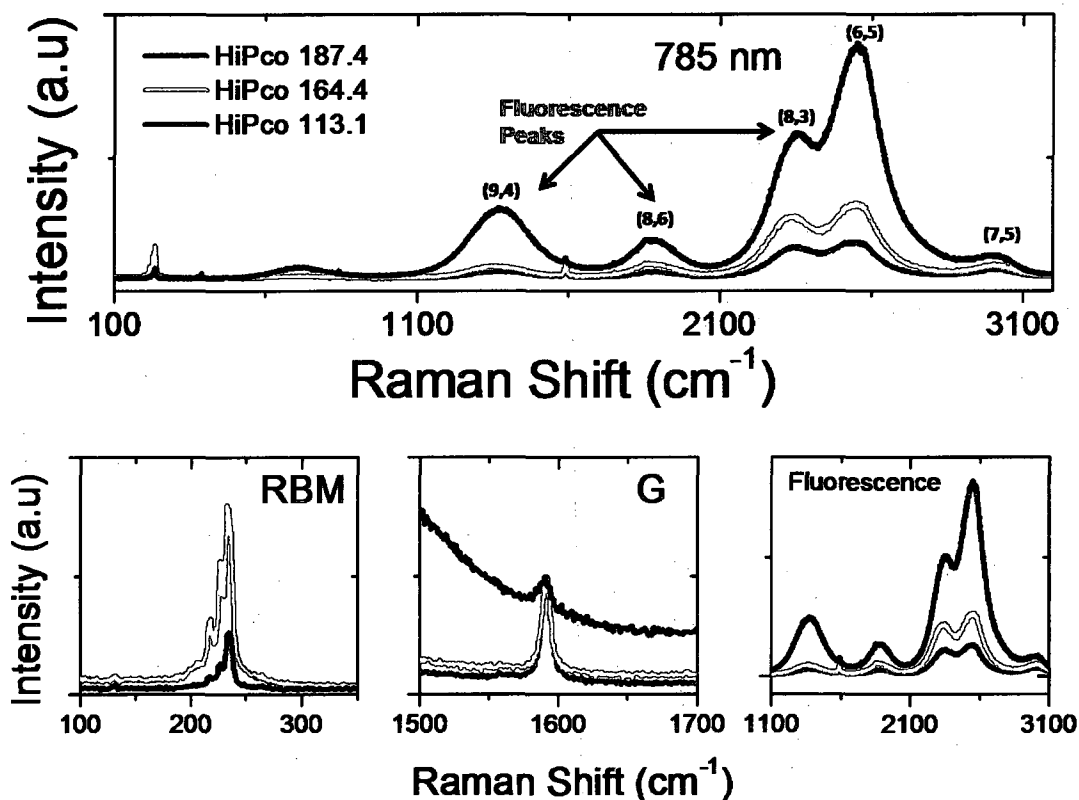 Intensity (a.u)
HiPco 187.4
HiPco 164.4
HiPco 113.1
785 nm
Fluorescence
Peaks
(9,4)
(8,6)
(8,3)
(6,5)
(7,5)
100 1100 2100 3100
Raman Shift (cm⁻¹)
Intensity (a.u)
RBM
G
Fluorescence
100 200 300
1500 1600 1700
1100 2100 3100
Raman Shift (cm⁻¹)